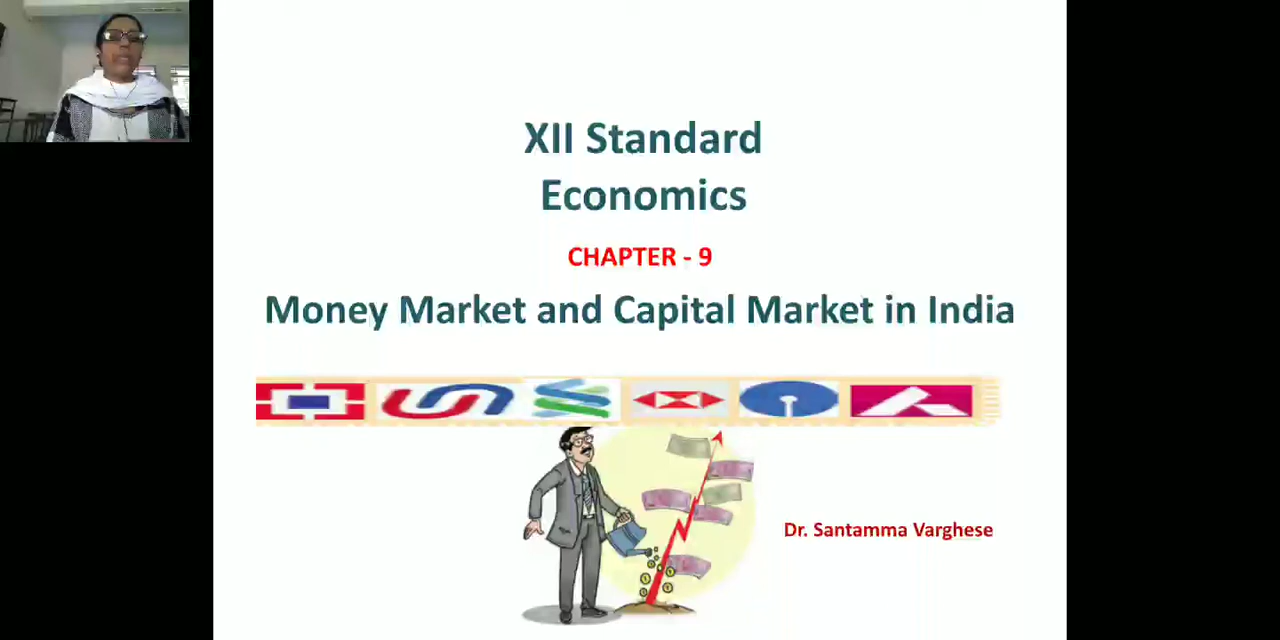 XII Standard
Economics
CHAPTER - 9
Money Market and Capital Market in India
Dr. Santamma Varghese